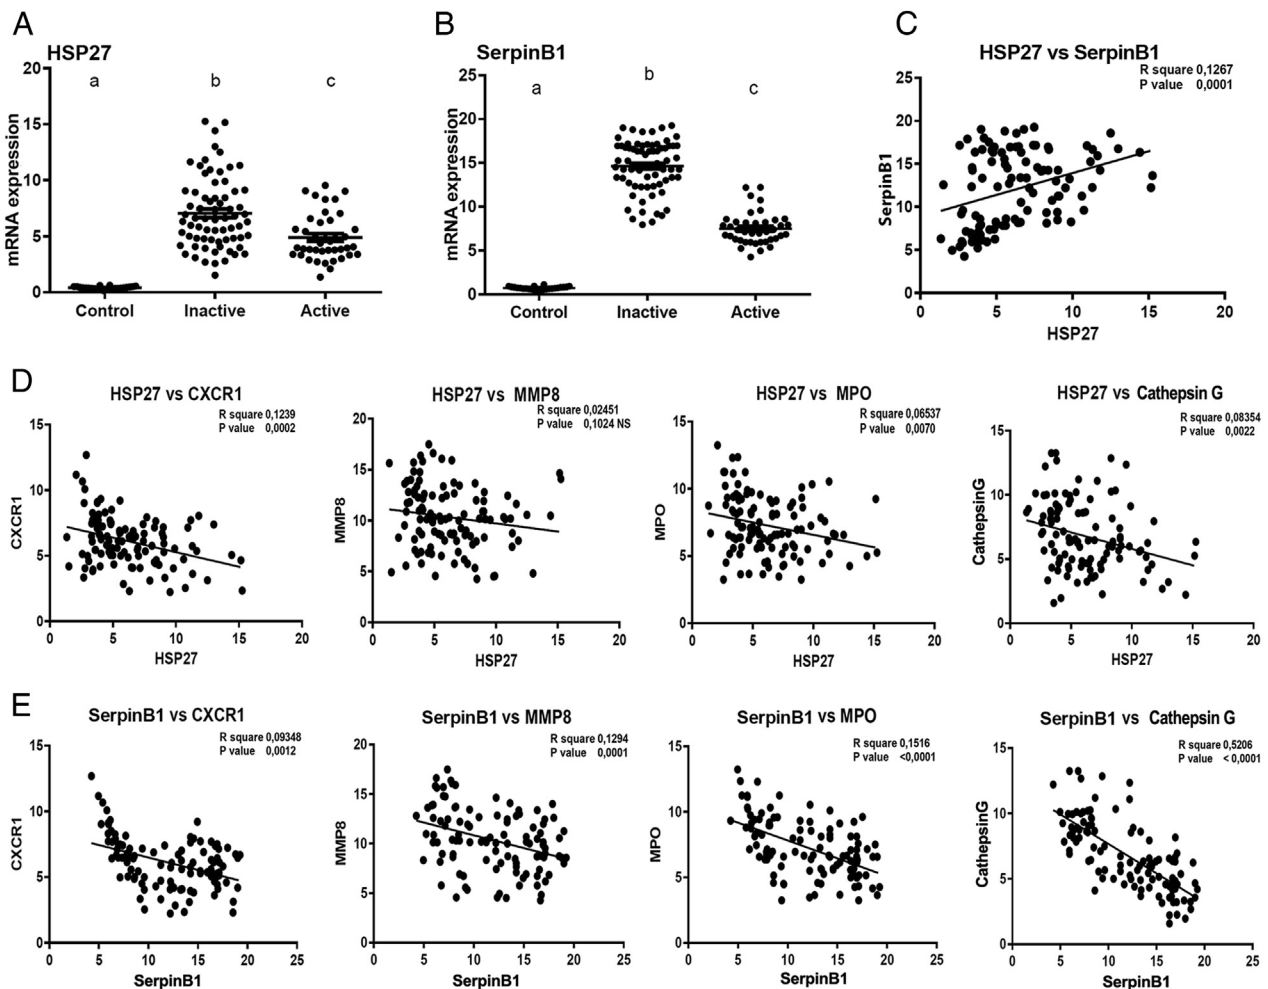 A
HSP27
a b c
mRNA expression
20
15
10
5
0
Control Inactive Active
B
SerpinB1
a b c
mRNA expression
25
20
15
10
5
0
Control Inactive Active
C
HSP27 vs SerpinB1
R square 0,1267
P value 0,0001
SerpinB1
25
20
15
10
5
0
0 5 10 15 20
HSP27
D
HSP27 vs CXCR1
R square 0,1239
P value 0,0002
CXCR1
15
10
5
0
0 5 10 15 20
HSP27
HSP27 vs MMP8
R square 0,02451
P value 0,1024 NS
MMP8
20
15
10
5
0
0 5 10 15 20
HSP27
HSP27 vs MPO
R square 0,06537
P value 0,0070
MPO
15
10
5
0
0 5 10 15 20
HSP27
HSP27 vs Cathepsin G
R square 0,08354
P value 0,0022
CathepsinG
15
10
5
0
0 5 10 15 20
HSP27
E
SerpinB1 vs CXCR1
R square 0,09348
P value 0,0012
CXCR1
15
10
5
0
0 5 10 15 20 25
SerpinB1
SerpinB1 vs MMP8
R square 0,1294
P value 0,0001
MMP8
20
15
10
5
0
0 5 10 15 20 25
SerpinB1
SerpinB1 vs MPO
R square 0,1516
P value <0,0001
MPO
15
10
5
0
0 5 10 15 20 25
SerpinB1
SerpinB1 vs Cathepsin G
R square 0,5206
P value < 0,0001
CathepsinG
15
10
5
0
0 5 10 15 20 25
SerpinB1